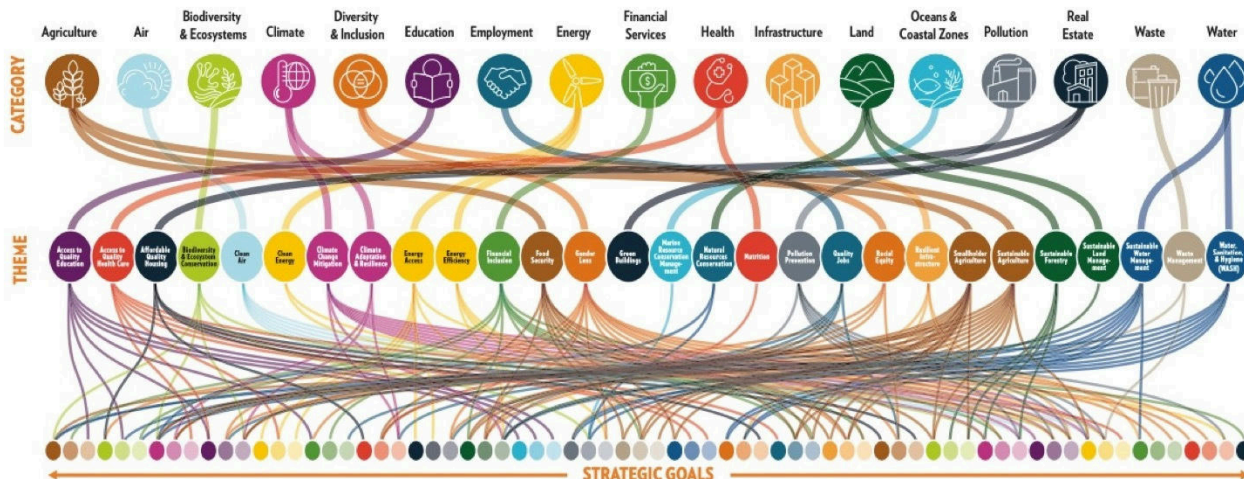 CATEGORY
Agriculture
Air
Biodiversity
& Ecosystems
Climate
Diversity
& Inclusion
Education
Employment
Energy
Financial
Services
Health
Infrastructure
Land
Oceans &
Coastal Zones
Pollution
Real
Estate
Waste
Water
THEME
Access to
Quality
Education
Access to
Quality
Health Care
Affordable
Quality
Housing
Biodiversity
& Ecosystem
Conservation
Clean
Air
Clean
Energy
Climate
Change
Mitigation
Climate
Adaptation
& Resilience
Energy
Access
Energy
Efficiency
Financial
Inclusion
Food
Security
Gender
Lens
Green
Buildings
Marine
Resource
Conservation
Manage-
ment
Natural
Resources
Conservation
Nutrition
Pollution
Prevention
Quality
Jobs
Racial
Equity
Resilient
Infra-
structure
Smallholder
Agriculture
Sustainable
Agriculture
Sustainable
Forestry
Sustainable
Land
Manage-
ment
Sustainable
Water
Manage-
ment
Waste
Management
Water,
Sanitation,
& Hygiene
(WASH)
STRATEGIC GOALS